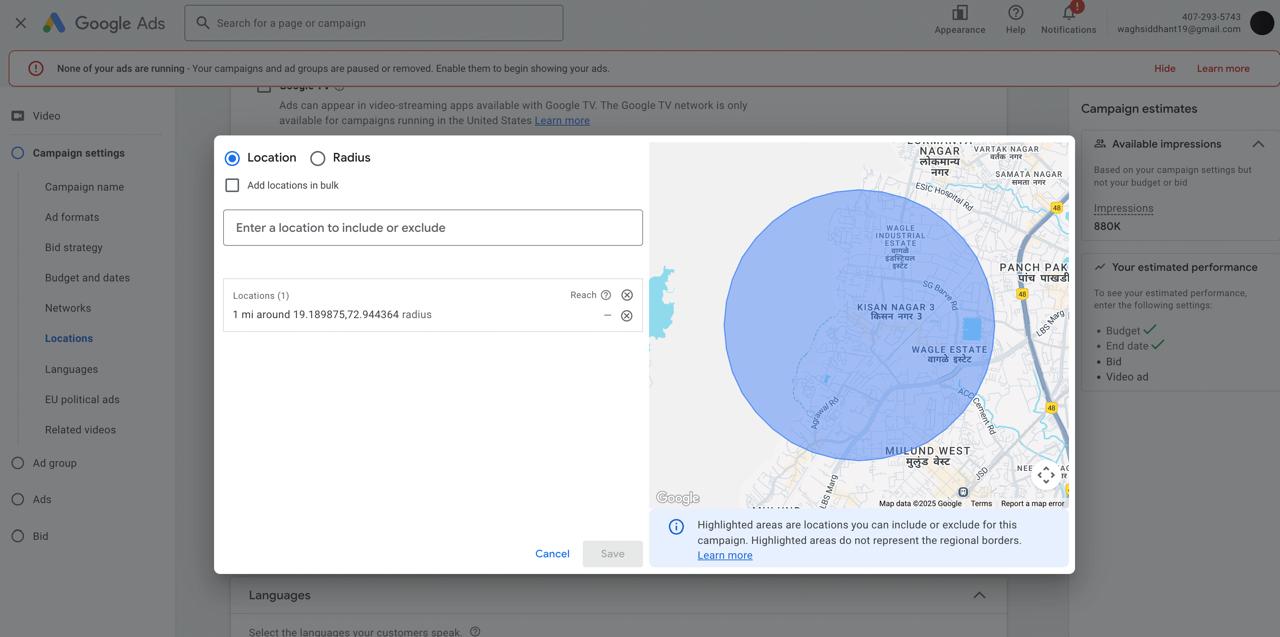 Google Ads
Search for a page or campaign
Appearance
Help
Notifications
407-293-5743
waghsiddhant19@gmail.com
None of your ads are running - Your campaigns and ad groups are paused or removed. Enable them to begin showing your ads.
Hide
Learn more
Video
Campaign settings
Campaign name
Ad formats
Bid strategy
Budget and dates
Networks
Locations
Languages
EU political ads
Related videos
Ad group
Ads
Bid
Google TV
Ads can appear in video-streaming apps available with Google TV. The Google TV network is only
available for campaigns running in the United States Learn more
Location
Radius
Add locations in bulk
Enter a location to include or exclude
Locations (1)
Reach
1 mi around 19.189875,72.944364 radius
Cancel
Save
NAGAR
लोकमान्य
नगर
VARTAK NAGAR
वर्तक नगर
SAMATA NAGAR
समता नगर
ESIC Hospital Rd
48
WAGLE
INDUSTRIAL
ESTATE
वागळे
इंडस्ट्रियल
इस्टेट
PANCH PAK
पांच पाखडी
SG Barve Rd
48
KISAN NAGAR 3
किसन नगर 3
LBS Marg
WAGLE ESTATE
वागळे इस्टेट
ACC Cement Rd
Agrawal Rd
48
MULUND WEST
मुलुंड वेस्ट
LBS Marg
JSD
NEE
Google
Map data ©2025 Google
Terms
Report a map error
Highlighted areas are locations you can include or exclude for this
campaign. Highlighted areas do not represent the regional borders.
Learn more
Campaign estimates
Available impressions
Based on your campaign settings but
not your budget or bid
Impressions
880K
Your estimated performance
To see your estimated performance,
enter the following settings:
• Budget
• End date
• Bid
• Video ad
Languages
Select the languages your customers speak.